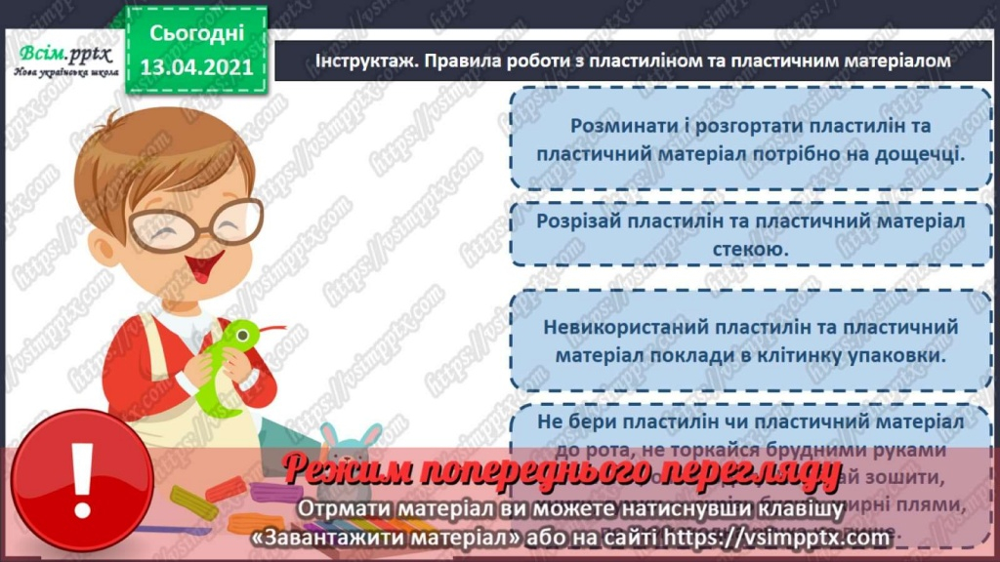 Сьогодні
13.04.2021
Всім.pptx
Нова українська школа
Інструктаж. Правила роботи з пластиліном та пластичним матеріалом
Розминати і розгортати пластилін та
пластичний матеріал потрібно на дощечці.
Розрізай пластилін та пластичний матеріал
стекою.
Невикористаний пластилін та пластичний
матеріал поклади в клітинку упаковки.
Не бери пластилін чи пластичний матеріал
до рота, не торкайся брудними руками
зошити,
плями,
Режим попереднього перегляду
Отрмати матеріал ви можете натиснувши клавішу
«Завантажити матеріал» або на сайті https://vsimpptx.com
https://vsimpptx.com